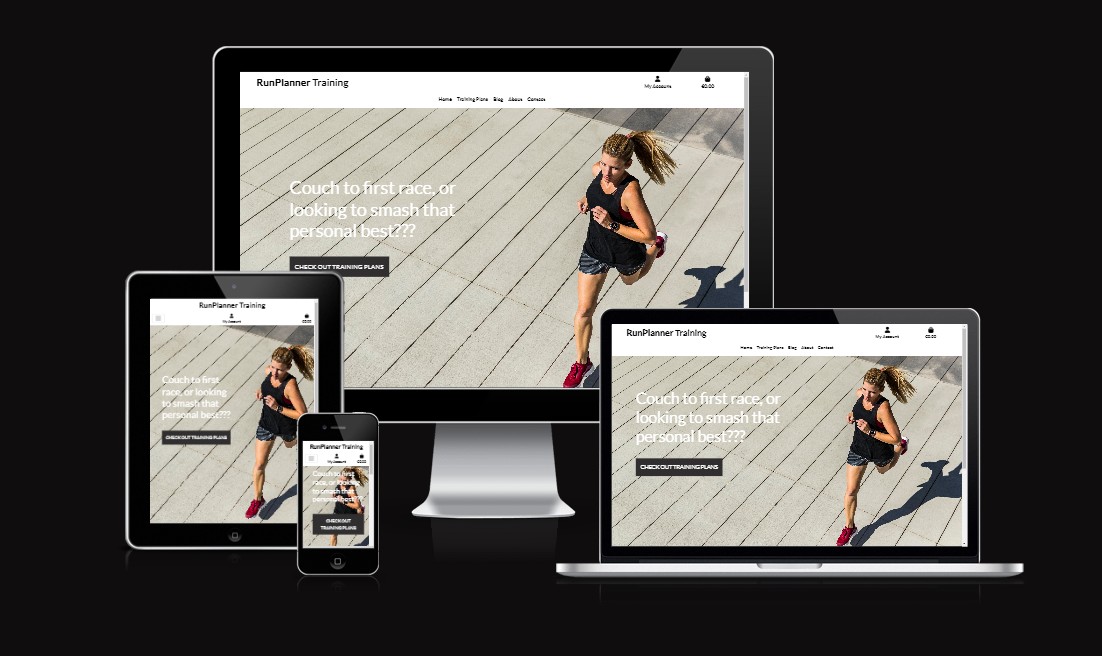 RunPlanner Training
My Account
€0.00
Home Training Plans Blog About Contact
Couch to first race, or
looking to smash that
personal best???
CHECK OUT TRAINING PLANS
RunPlanner Training
My Account
€0.00
Couch to first
race, or looking
to smash that
personal best???
CHECK OUT TRAINING PLANS
RunPlanner Training
My Account
€0.00
Couch to first
race, or looking
to smash that
personal best???
CHECK OUT
TRAINING PLANS
RunPlanner Training
My Account
€0.00
Home Training Plans Blog About Contact
Couch to first race, or
looking to smash that
personal best???
CHECK OUT TRAINING PLANS